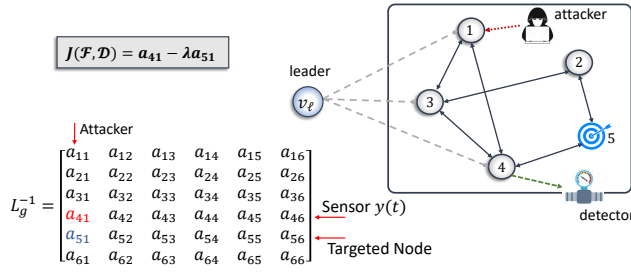 J(ℱ, 𝒟) = a₄₁ − λa₅₁
attacker
1
2
leader
v_ℓ
3
5
4
Attacker
detector
L_g^{-1} =
a₁₁ a₁₂ a₁₃ a₁₄ a₁₅ a₁₆
a₂₁ a₂₂ a₂₃ a₂₄ a₂₅ a₂₆
a₃₁ a₃₂ a₃₃ a₃₄ a₃₅ a₃₆
a₄₁ a₄₂ a₄₃ a₄₄ a₄₅ a₄₆
a₅₁ a₅₂ a₅₃ a₅₄ a₅₅ a₅₆
a₆₁ a₆₂ a₆₃ a₆₄ a₆₅ a₆₆
Sensor y(t)
Targeted Node